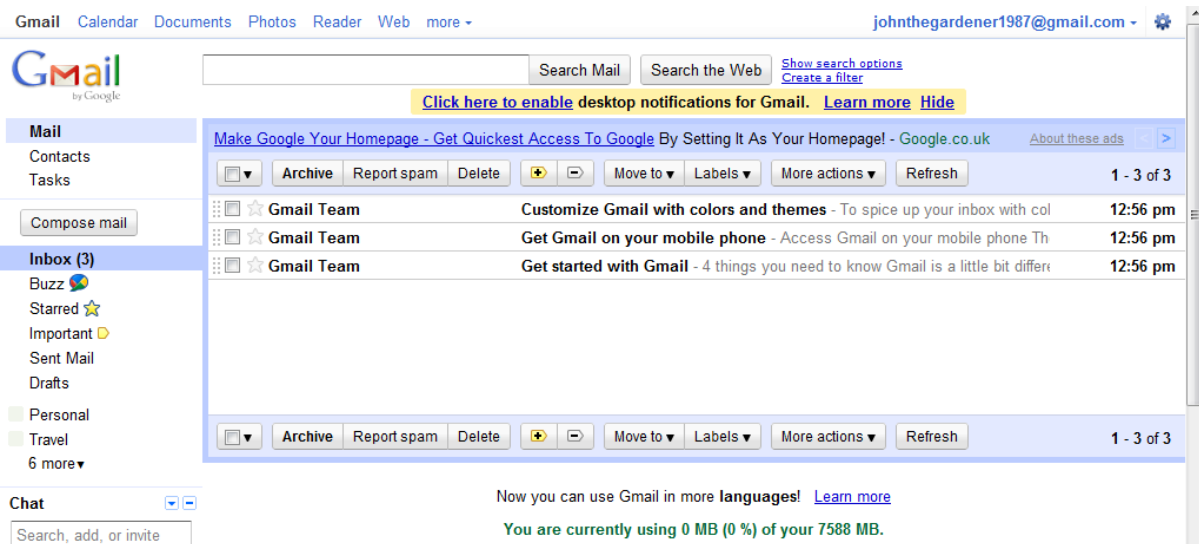 Gmail Calendar Documents Photos Reader Web more johnthegardener1987@gmail.com
Gmail
by Google
Search Mail Search the Web Show search options
Create a filter
Click here to enable desktop notifications for Gmail. Learn more Hide
Mail
Contacts
Tasks
Compose mail
Inbox (3)
Buzz
Starred
Important
Sent Mail
Drafts
Personal
Travel
6 more
Chat
Search, add, or invite
Make Google Your Homepage - Get Quickest Access To Google By Setting It As Your Homepage! - Google.co.uk About these ads < >
Archive Report spam Delete Move to Labels More actions Refresh 1 - 3 of 3
Gmail Team Customize Gmail with colors and themes - To spice up your inbox with col 12:56 pm
Gmail Team Get Gmail on your mobile phone - Access Gmail on your mobile phone Th 12:56 pm
Gmail Team Get started with Gmail - 4 things you need to know Gmail is a little bit differe 12:56 pm
Archive Report spam Delete Move to Labels More actions Refresh 1 - 3 of 3
Now you can use Gmail in more languages! Learn more
You are currently using 0 MB (0 %) of your 7588 MB.